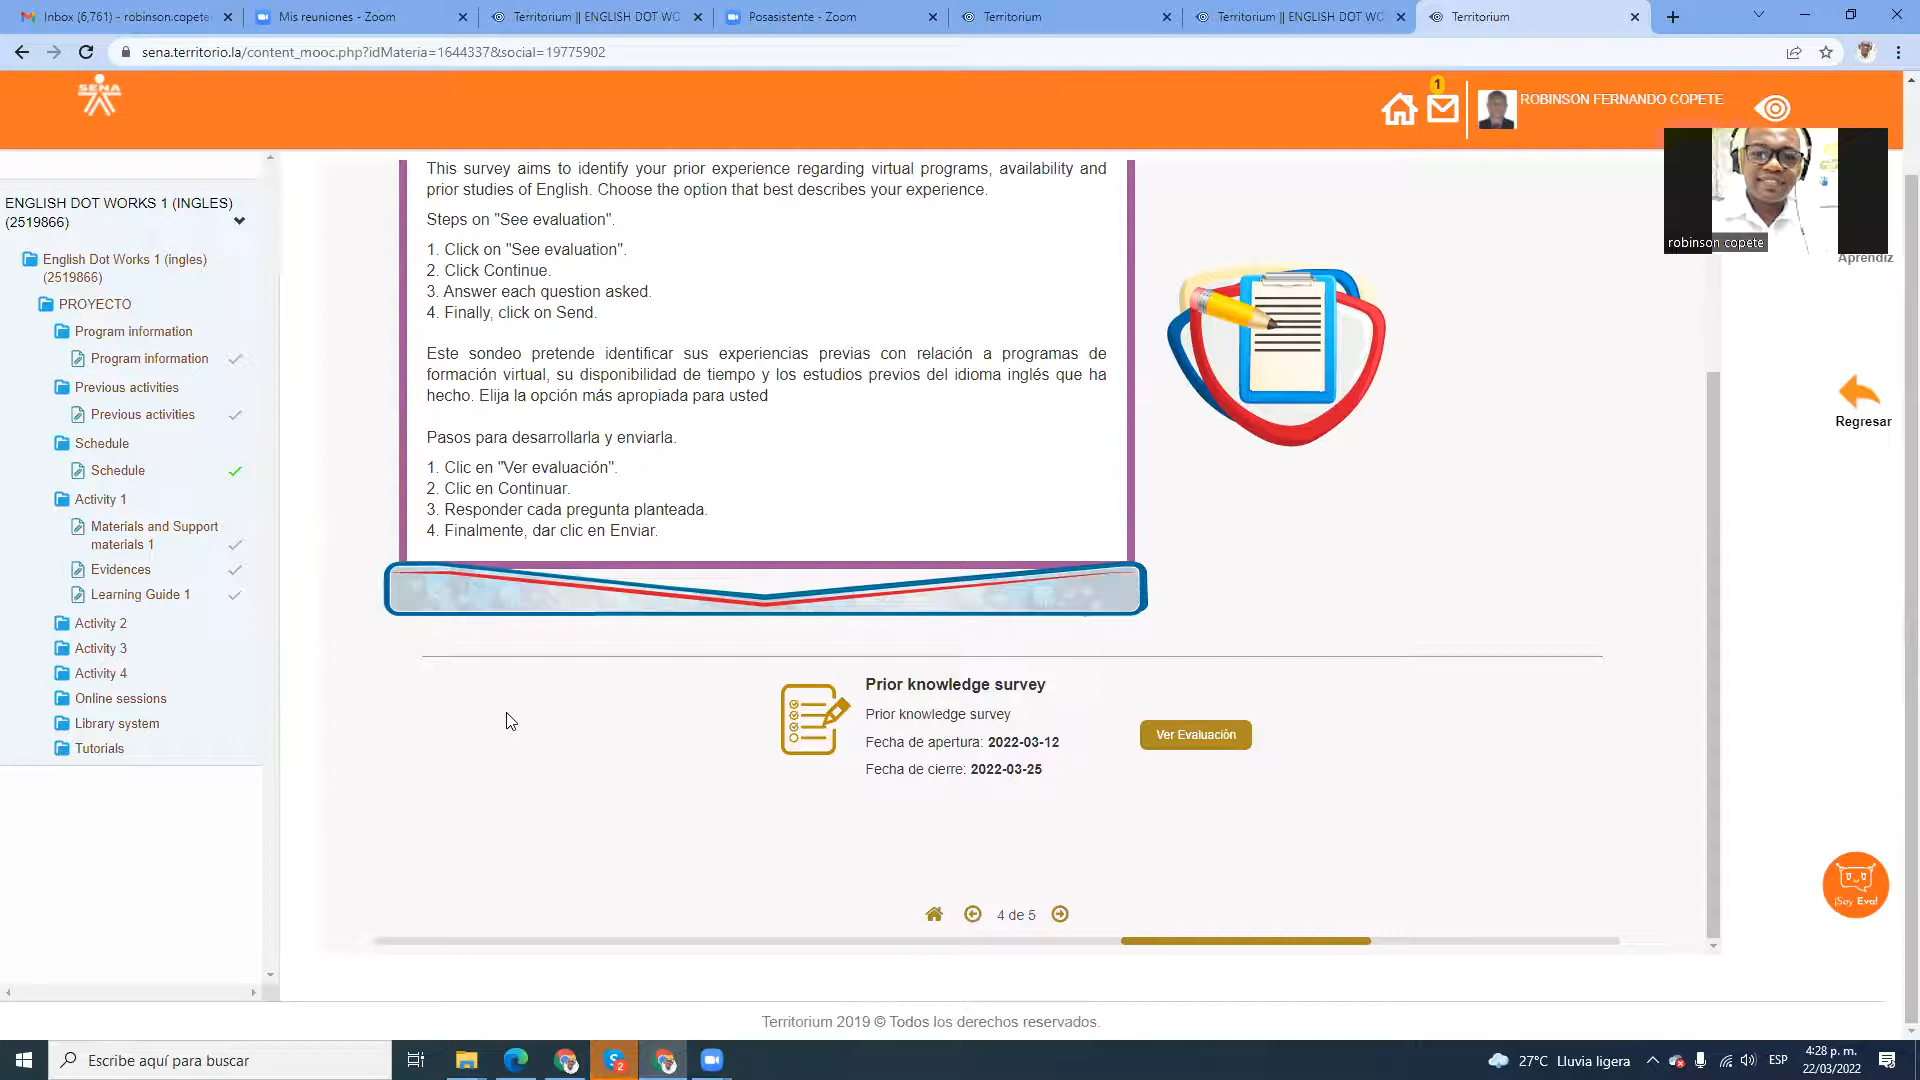 Inbox (6,761) - robinson.copete
Mis reuniones - Zoom
Territorium || ENGLISH DOT WO
Posasistente - Zoom
Territorium
Territorium || ENGLISH DOT WO
Territorium
sena.territorio.la/content_mooc.php?idMateria=1644337&social=19775902
SENA
1
ROBINSON FERNANDO COPETE
robinson copete
Aprendiz
Regresar
ENGLISH DOT WORKS 1 (INGLES)
(2519866)
English Dot Works 1 (ingles)
(2519866)
PROYECTO
Program information
Program information
Previous activities
Previous activities
Schedule
Schedule
Activity 1
Materials and Support
materials 1
Evidences
Learning Guide 1
Activity 2
Activity 3
Activity 4
Online sessions
Library system
Tutorials
This survey aims to identify your prior experience regarding virtual programs, availability and
prior studies of English. Choose the option that best describes your experience.
Steps on "See evaluation".
1. Click on "See evaluation".
2. Click Continue.
3. Answer each question asked.
4. Finally, click on Send.
Este sondeo pretende identificar sus experiencias previas con relación a programas de
formación virtual, su disponibilidad de tiempo y los estudios previos del idioma inglés que ha
hecho. Elija la opción más apropiada para usted
Pasos para desarrollarla y enviarla.
1. Clic en "Ver evaluación".
2. Clic en Continuar.
3. Responder cada pregunta planteada.
4. Finalmente, dar clic en Enviar.
Prior knowledge survey
Prior knowledge survey
Fecha de apertura: 2022-03-12
Fecha de cierre: 2022-03-25
Ver Evaluación
4 de 5
¡Soy Eva!
Territorium 2019 © Todos los derechos reservados.
Escribe aquí para buscar
2
27°C Lluvia ligera
ESP
4:28 p. m.
22/03/2022